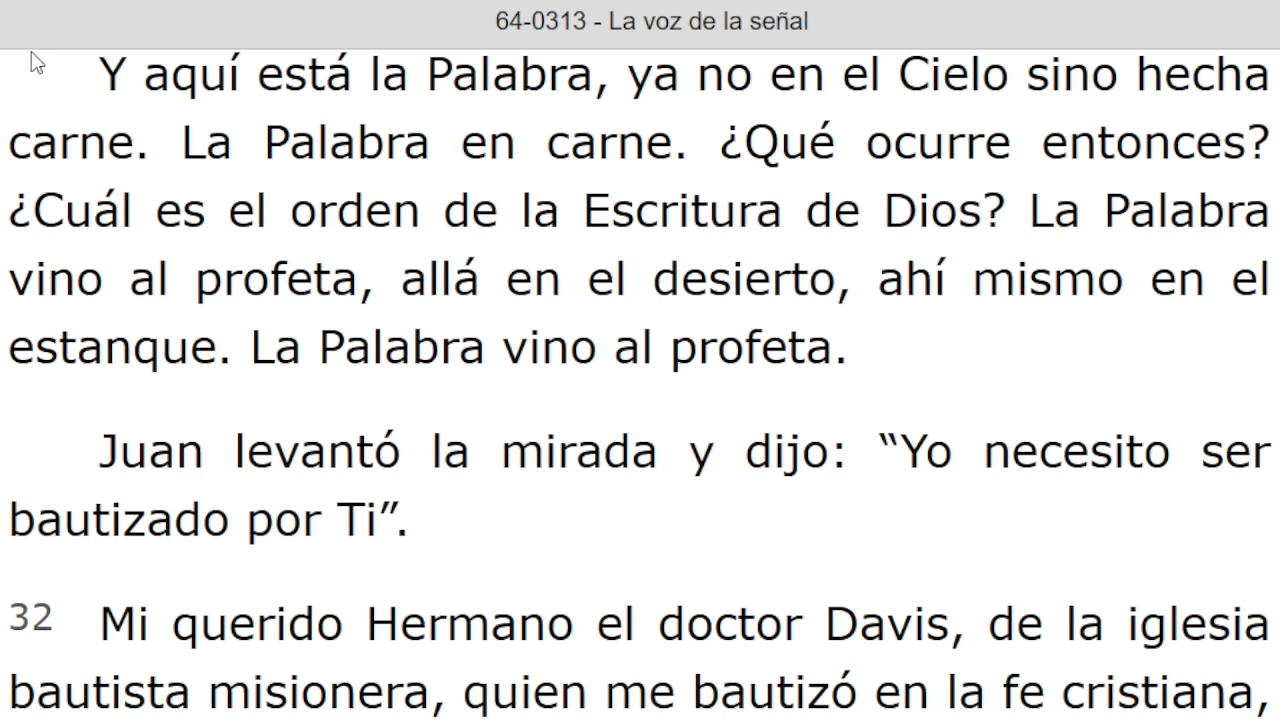 64-0313 - La voz de la señal
Y aquí está la Palabra, ya no en el Cielo sino hecha
carne. La Palabra en carne. ¿Qué ocurre entonces?
¿Cuál es el orden de la Escritura de Dios? La Palabra
vino al profeta, allá en el desierto, ahí mismo en el
estanque. La Palabra vino al profeta.
Juan levantó la mirada y dijo: “Yo necesito ser
bautizado por Ti”.
32 Mi querido Hermano el doctor Davis, de la iglesia
bautista misionera, quien me bautizó en la fe cristiana,